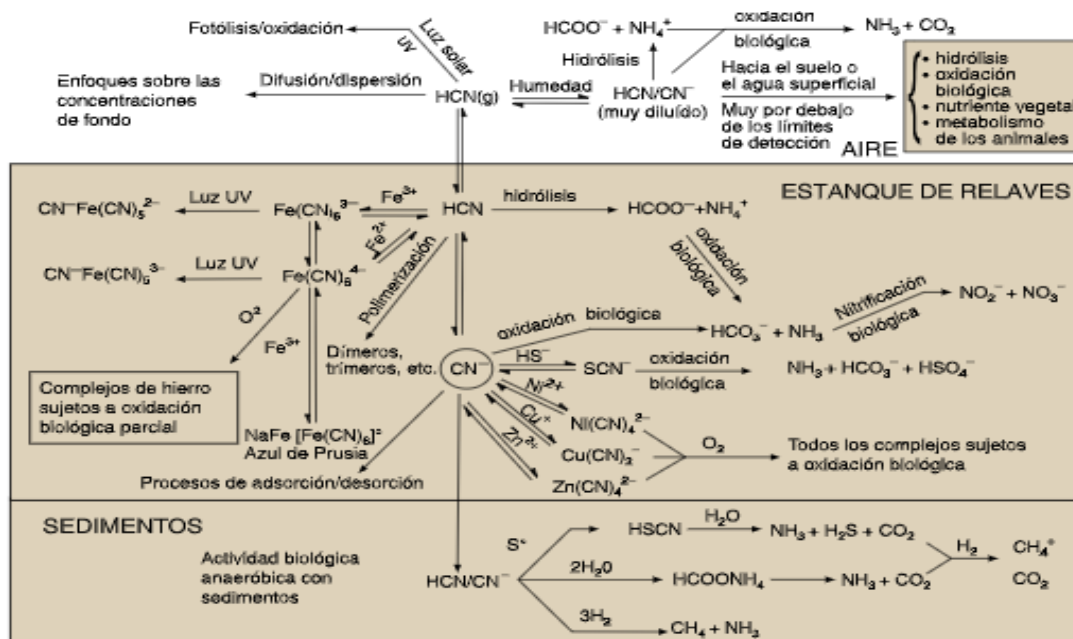 Fotólisis/oxidación
Luz solar
UV
HCOO⁻ + NH₄⁺
oxidación
biológica
NH₃ + CO₂
Enfoques sobre las
concentraciones
de fondo
Difusión/dispersión
HCN(g)
Humedad
Hidrólisis
HCN/CN⁻
(muy diluído)
Hacia el suelo o
el agua superficial
Muy por debajo
de los límites
de detección
• hidrólisis
• oxidación
biológica
• nutriente vegetal
• metabolismo
de los animales
AIRE
ESTANQUE DE RELAVES
CN⁻Fe(CN)₅²⁻
Luz UV
Fe(CN)₆³⁻
Fe³⁺
HCN
hidrólisis
HCOO⁻+NH₄⁺
Fe²⁺
CN⁻Fe(CN)₅³⁻
Luz UV
Fe(CN)₆⁴⁻
Polimerización
oxidación
biológica
O²
Fe³⁺
oxidación biológica
HCO₃⁻ + NH₃
Nitrificación
biológica
NO₂⁻ + NO₃⁻
Dímeros,
trímeros, etc.
CN⁻
HS⁻
SCN⁻
oxidación
biológica
NH₃ + HCO₃⁻ + HSO₄⁻
Complejos de hierro
sujetos a oxidación
biológica parcial
Ni²⁺
Ni(CN)₄²⁻
Cu⁺
Cu(CN)₂⁻
Zn²⁺
Zn(CN)₄²⁻
O₂
Todos los complejos sujetos
a oxidación biológica
NaFe [Fe(CN)₆]
Azul de Prusia
Procesos de adsorción/desorción
SEDIMENTOS
Actividad biológica
anaeróbica con
sedimentos
HCN/CN⁻
S°
HSCN
H₂O
NH₃ + H₂S + CO₂
2H₂0
HCOONH₄
NH₃ + CO₂
H₂
CH₄
CO₂
3H₂
CH₄ + NH₃